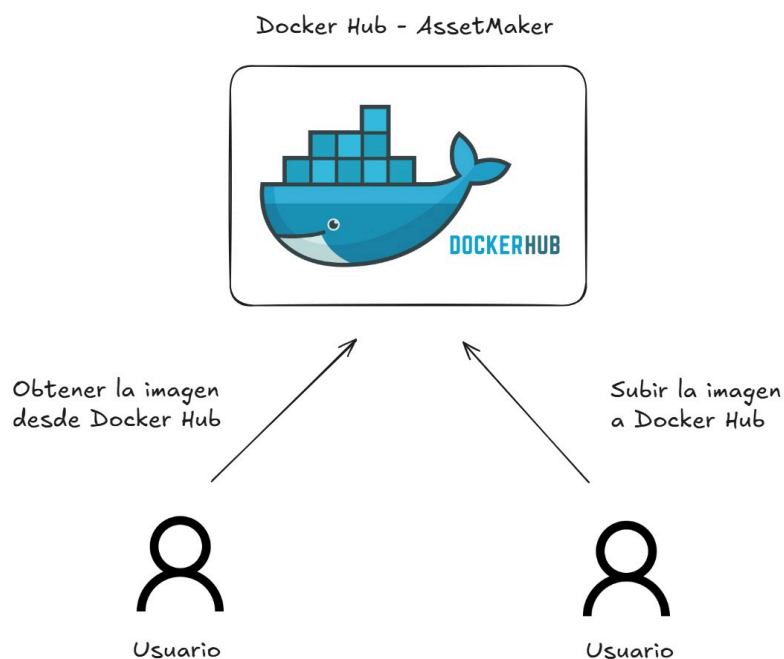 Docker Hub - AssetMaker
DOCKERHUB
Obtener la imagen
desde Docker Hub
Subir la imagen
a Docker Hub
Usuario
Usuario